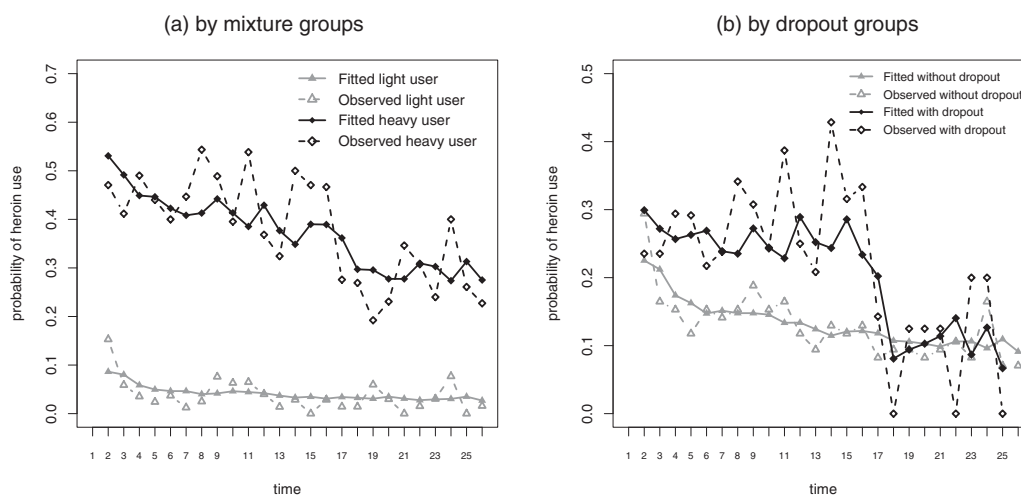 (a) by mixture groups
probability of heroin use
0.7
0.6
0.5
0.4
0.3
0.2
0.1
0.0
Fitted light user
Observed light user
Fitted heavy user
Observed heavy user
1 2 3 4 5 6 7 8 9 11 13 15 17 19 21 23 25
time
(b) by dropout groups
probability of heroin use
0.5
0.4
0.3
0.2
0.1
0.0
Fitted without dropout
Observed without dropout
Fitted with dropout
Observed with dropout
1 2 3 4 5 6 7 8 9 11 13 15 17 19 21 23 25
time